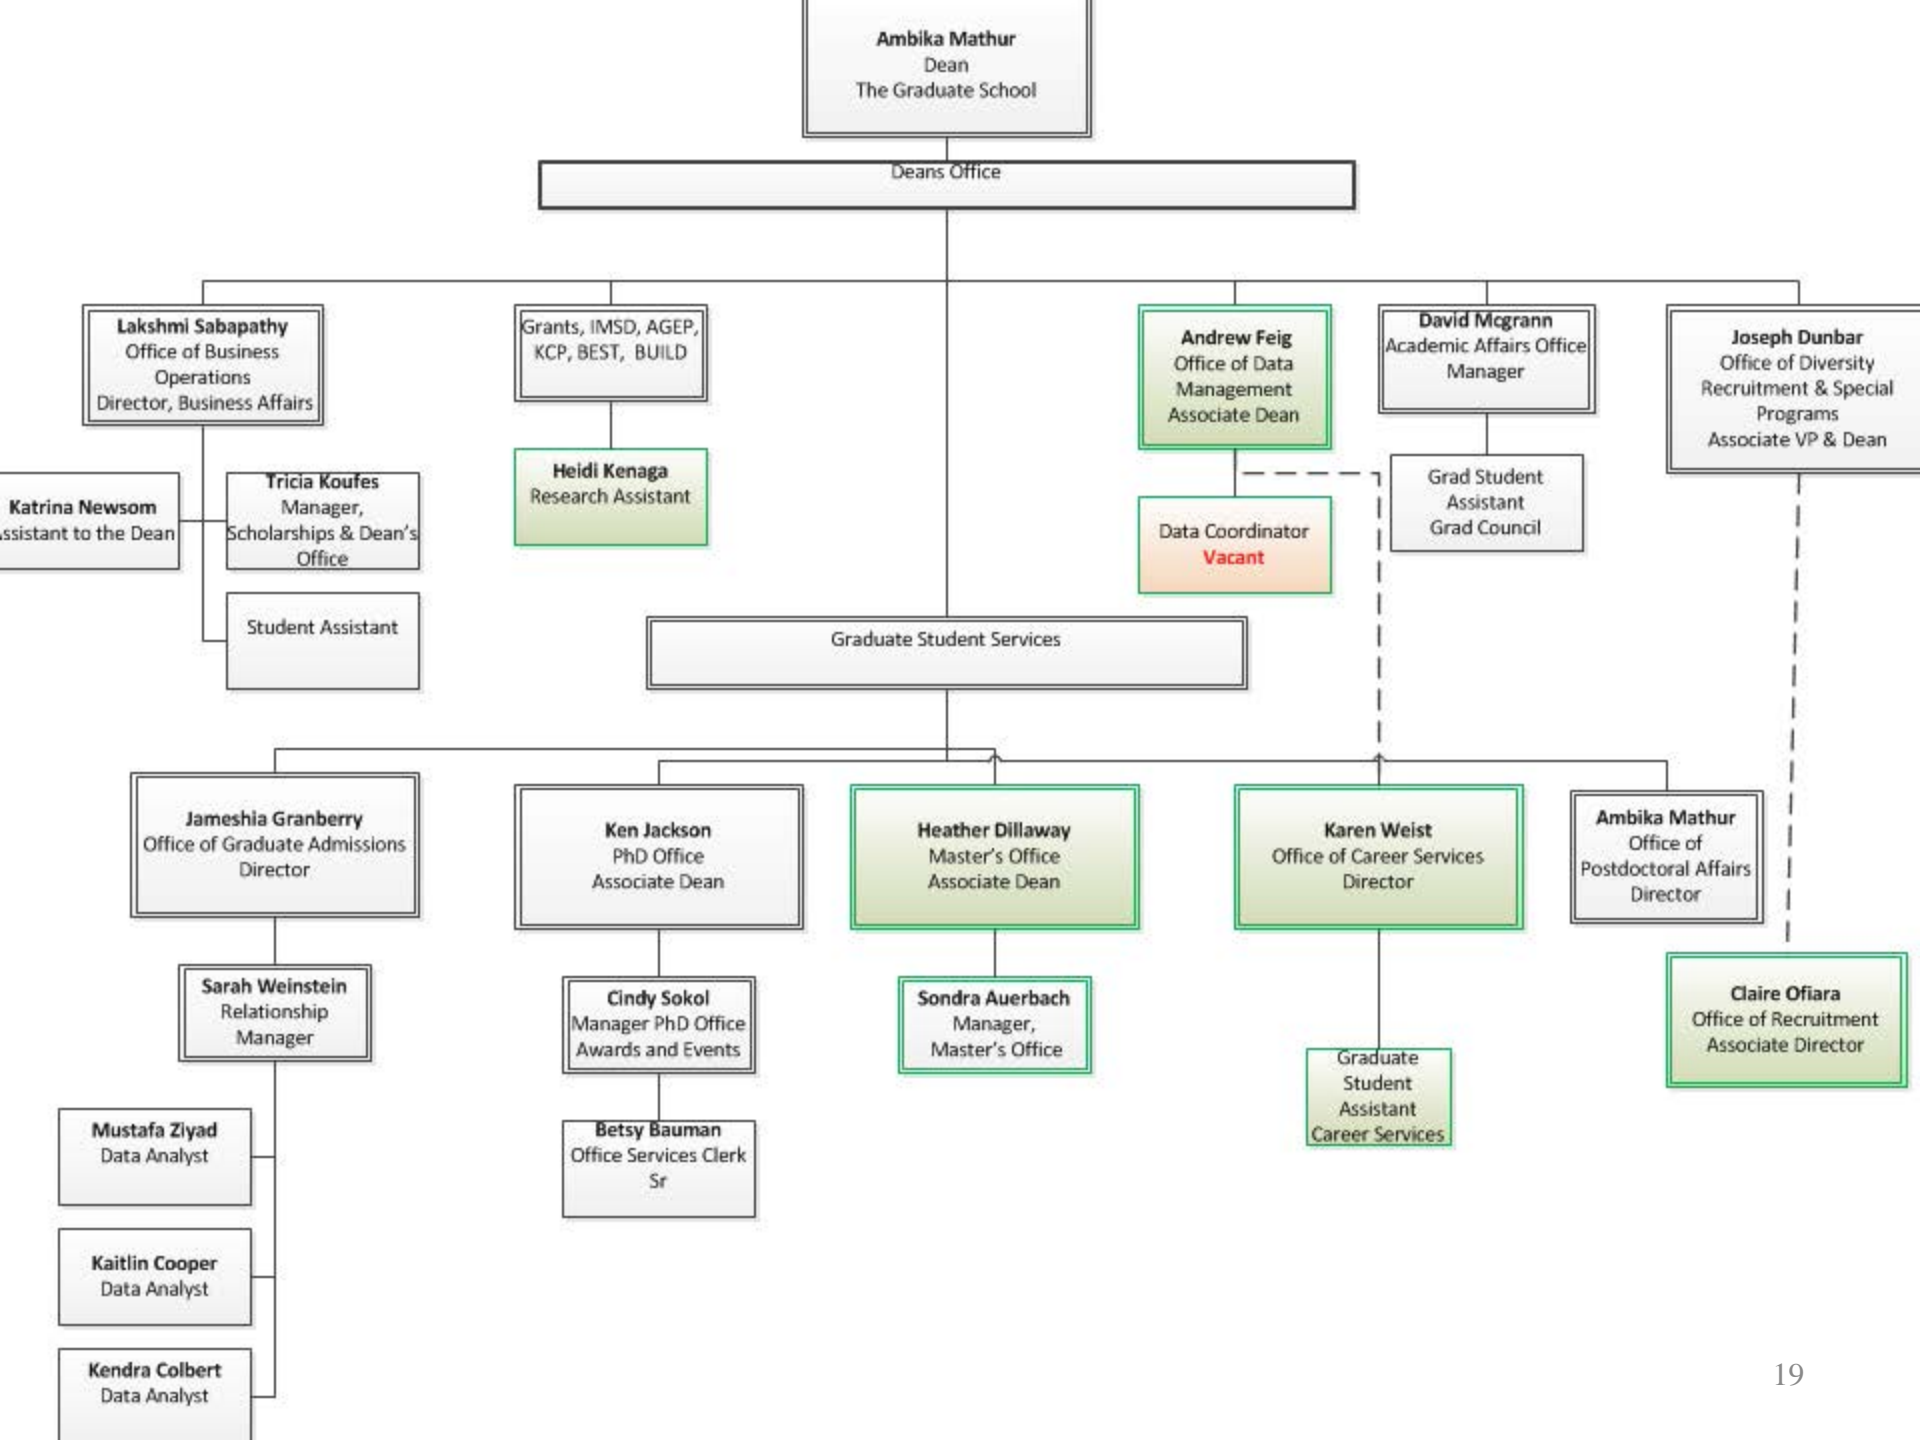 Ambika Mathur
Dean
The Graduate School
Deans Office
Lakshmi Sabapathy
Office of Business
Operations
Director, Business Affairs
Grants, IMSD, AGEP,
KCP, BEST, BUILD
Andrew Feig
Office of Data
Management
Associate Dean
David Mcgrann
Academic Affairs Office
Manager
Joseph Dunbar
Office of Diversity
Recruitment & Special
Programs
Associate VP & Dean
Katrina Newsom
ssistant to the Dean
Tricia Koufes
Manager,
Scholarships & Dean's
Office
Student Assistant
Heidi Kenaga
Research Assistant
Data Coordinator
Vacant
Grad Student
Assistant
Grad Council
Graduate Student Services
Jameshia Granberry
Office of Graduate Admissions
Director
Ken Jackson
PhD Office
Associate Dean
Heather Dillaway
Master's Office
Associate Dean
Karen Weist
Office of Career Services
Director
Ambika Mathur
Office of
Postdoctoral Affairs
Director
Sarah Weinstein
Relationship
Manager
Cindy Sokol
Manager PhD Office
Awards and Events
Sondra Auerbach
Manager,
Master's Office
Graduate
Student
Assistant
Career Services
Claire Ofiara
Office of Recruitment
Associate Director
Mustafa Ziyad
Data Analyst
Betsy Bauman
Office Services Clerk
Sr
Kaitlin Cooper
Data Analyst
Kendra Colbert
Data Analyst
19